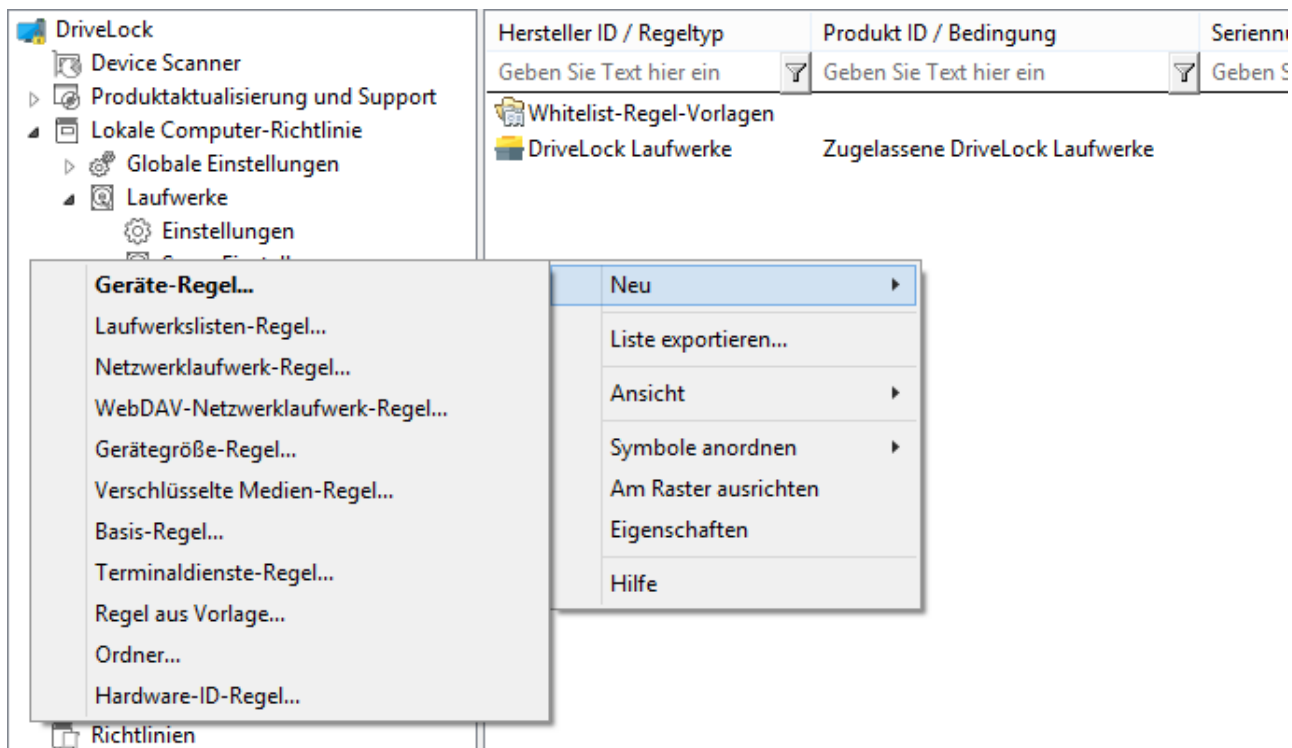 DriveLock
Device Scanner
Produktaktualisierung und Support
Lokale Computer-Richtlinie
Globale Einstellungen
Laufwerke
Einstellungen
Hersteller ID / Regeltyp Produkt ID / Bedingung
Geben Sie Text hier ein Geben Sie Text hier ein Geben
Whitelist-Regel-Vorlagen
DriveLock Laufwerke Zugelassene DriveLock Laufwerke
Geräte-Regel...
Laufwerkslisten-Regel...
Netzwerklaufwerk-Regel...
WebDAV-Netzwerklaufwerk-Regel...
Gerätegröße-Regel...
Verschlüsselte Medien-Regel...
Basis-Regel...
Terminaldienste-Regel...
Regel aus Vorlage...
Ordner...
Hardware-ID-Regel...
Neu
Liste exportieren...
Ansicht
Symbole anordnen
Am Raster ausrichten
Eigenschaften
Hilfe
Richtlinien